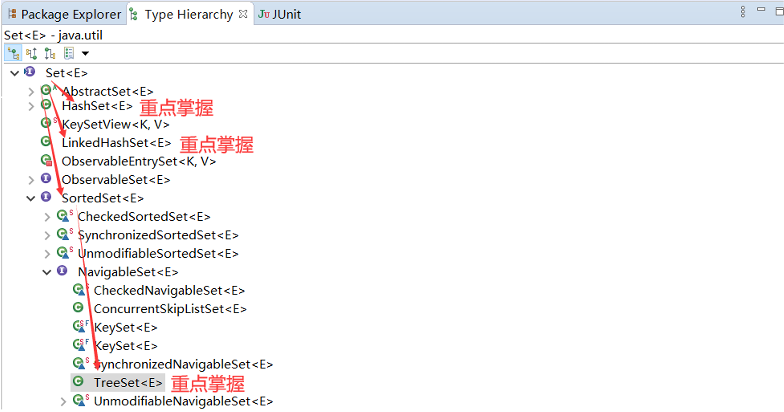 Package Explorer Type Hierarchy JUnit
Set<E> - java.util
Set<E>
AbstractSet<E>
HashSet<E> 重点掌握
KeySetView<K, V>
LinkedHashSet<E> 重点掌握
ObservableEntrySet<K, V>
ObservableSet<E>
SortedSet<E>
CheckedSortedSet<E>
SynchronizedSortedSet<E>
UnmodifiableSortedSet<E>
NavigableSet<E>
CheckedNavigableSet<E>
ConcurrentSkipListSet<E>
KeySet<E>
KeySet<E>
SynchronizedNavigableSet<E>
TreeSet<E> 重点掌握
UnmodifiableNavigableSet<E>